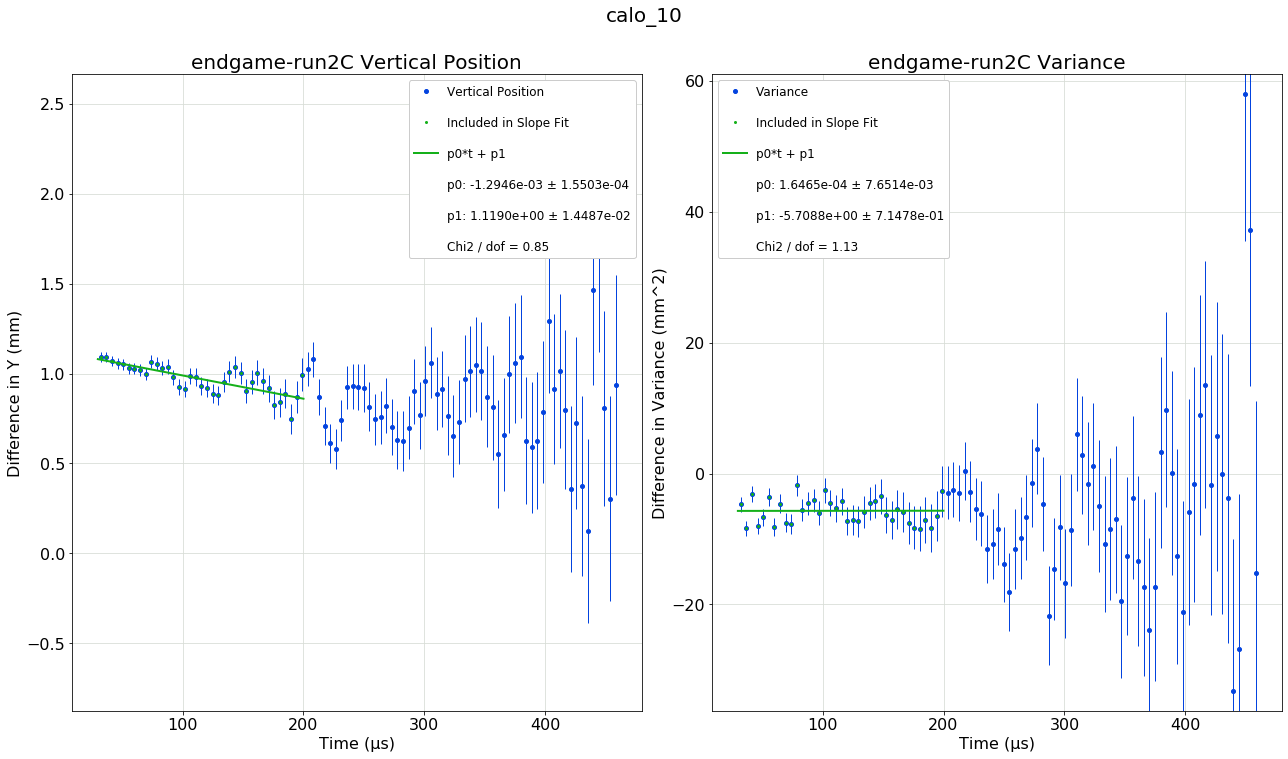 calo_10
endgame-run2C Vertical Position
Difference in Y (mm)
2.5
2.0
1.5
1.0
0.5
0.0
−0.5
100 200 300 400
Time (µs)
Vertical Position
Included in Slope Fit
p0*t + p1
p0: -1.2946e-03 ± 1.5503e-04
p1: 1.1190e+00 ± 1.4487e-02
Chi2 / dof = 0.85
endgame-run2C Variance
Difference in Variance (mm^2)
60
40
20
0
−20
100 200 300 400
Time (µs)
Variance
Included in Slope Fit
p0*t + p1
p0: 1.6465e-04 ± 7.6514e-03
p1: -5.7088e+00 ± 7.1478e-01
Chi2 / dof = 1.13